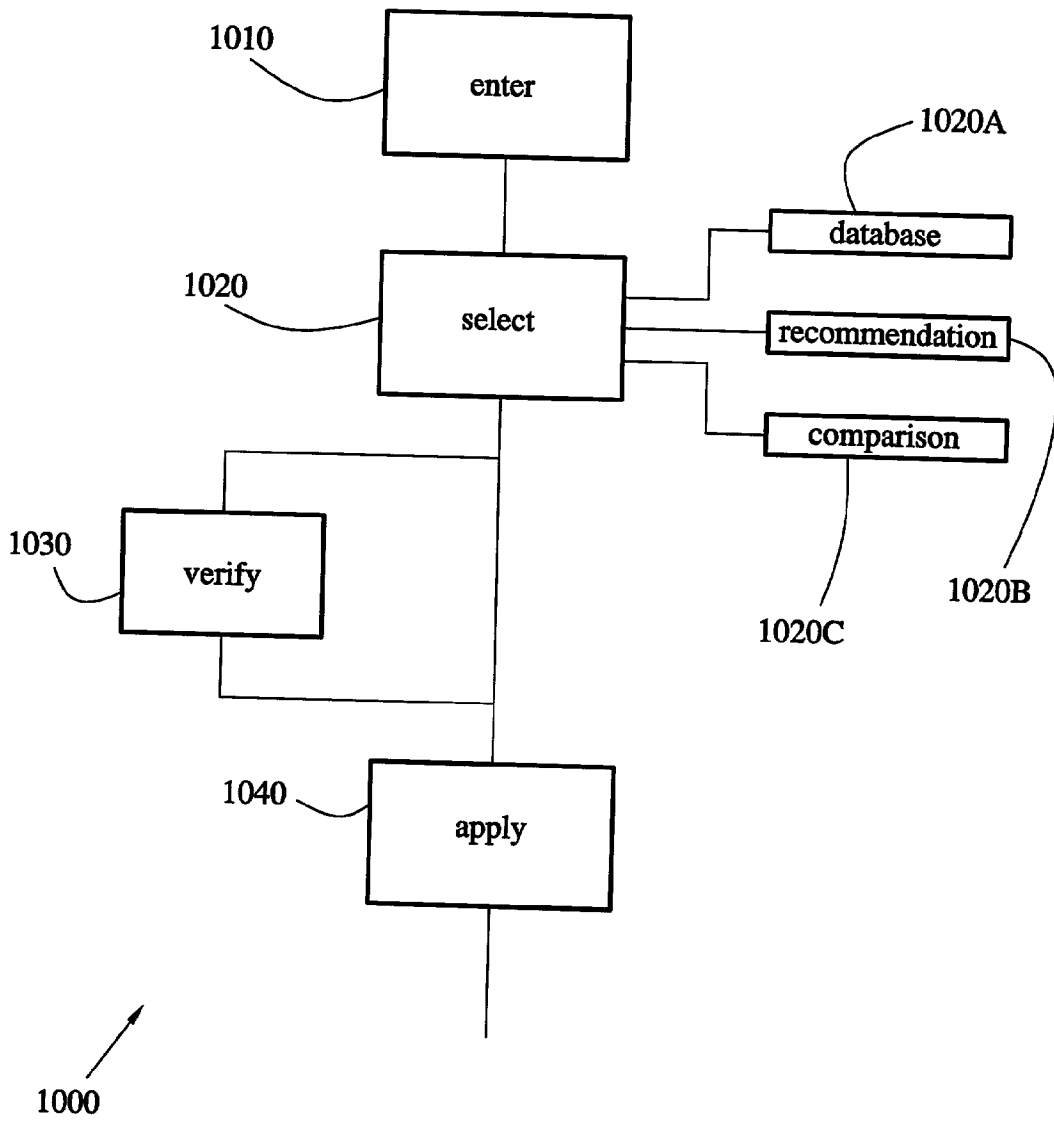 1010
enter
1020A
database
1020
select
recommendation
comparison
1030
verify
1020B
1020C
1040
apply
1000